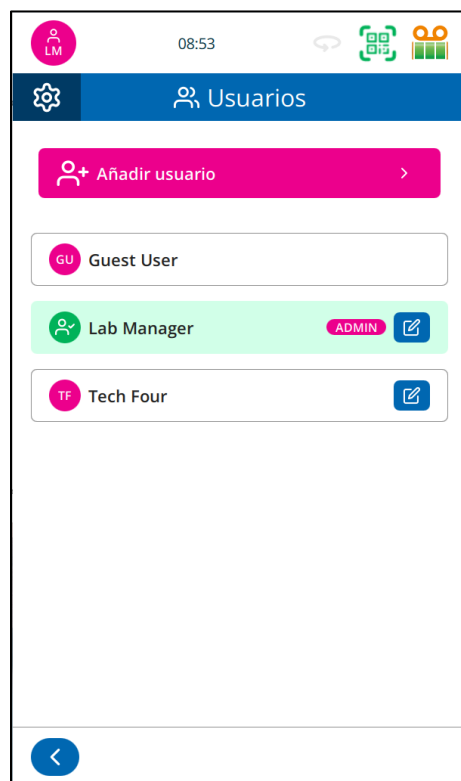 LM
08:53
Usuarios
Añadir usuario
GU Guest User
Lab Manager ADMIN
TF Tech Four